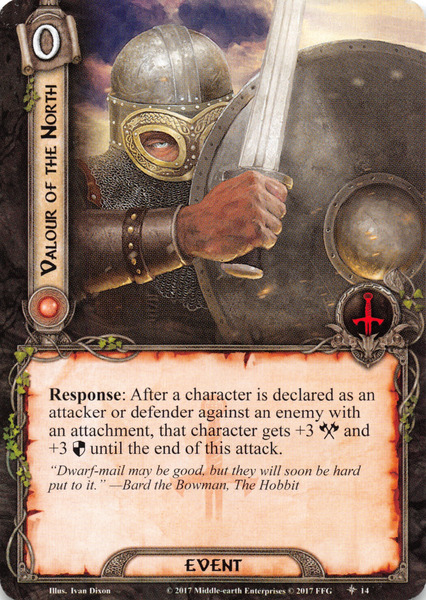 0
VALOUR OF THE NORTH
Response: After a character is declared as an
attacker or defender against an enemy with
an attachment, that character gets +3 and
+3 until the end of this attack.
“Dwarf-mail may be good, but they will soon be hard
put to it.” —Bard the Bowman, The Hobbit
EVENT
Illus. Ivan Dixon © 2017 Middle-earth Enterprises © 2017 FFG 14